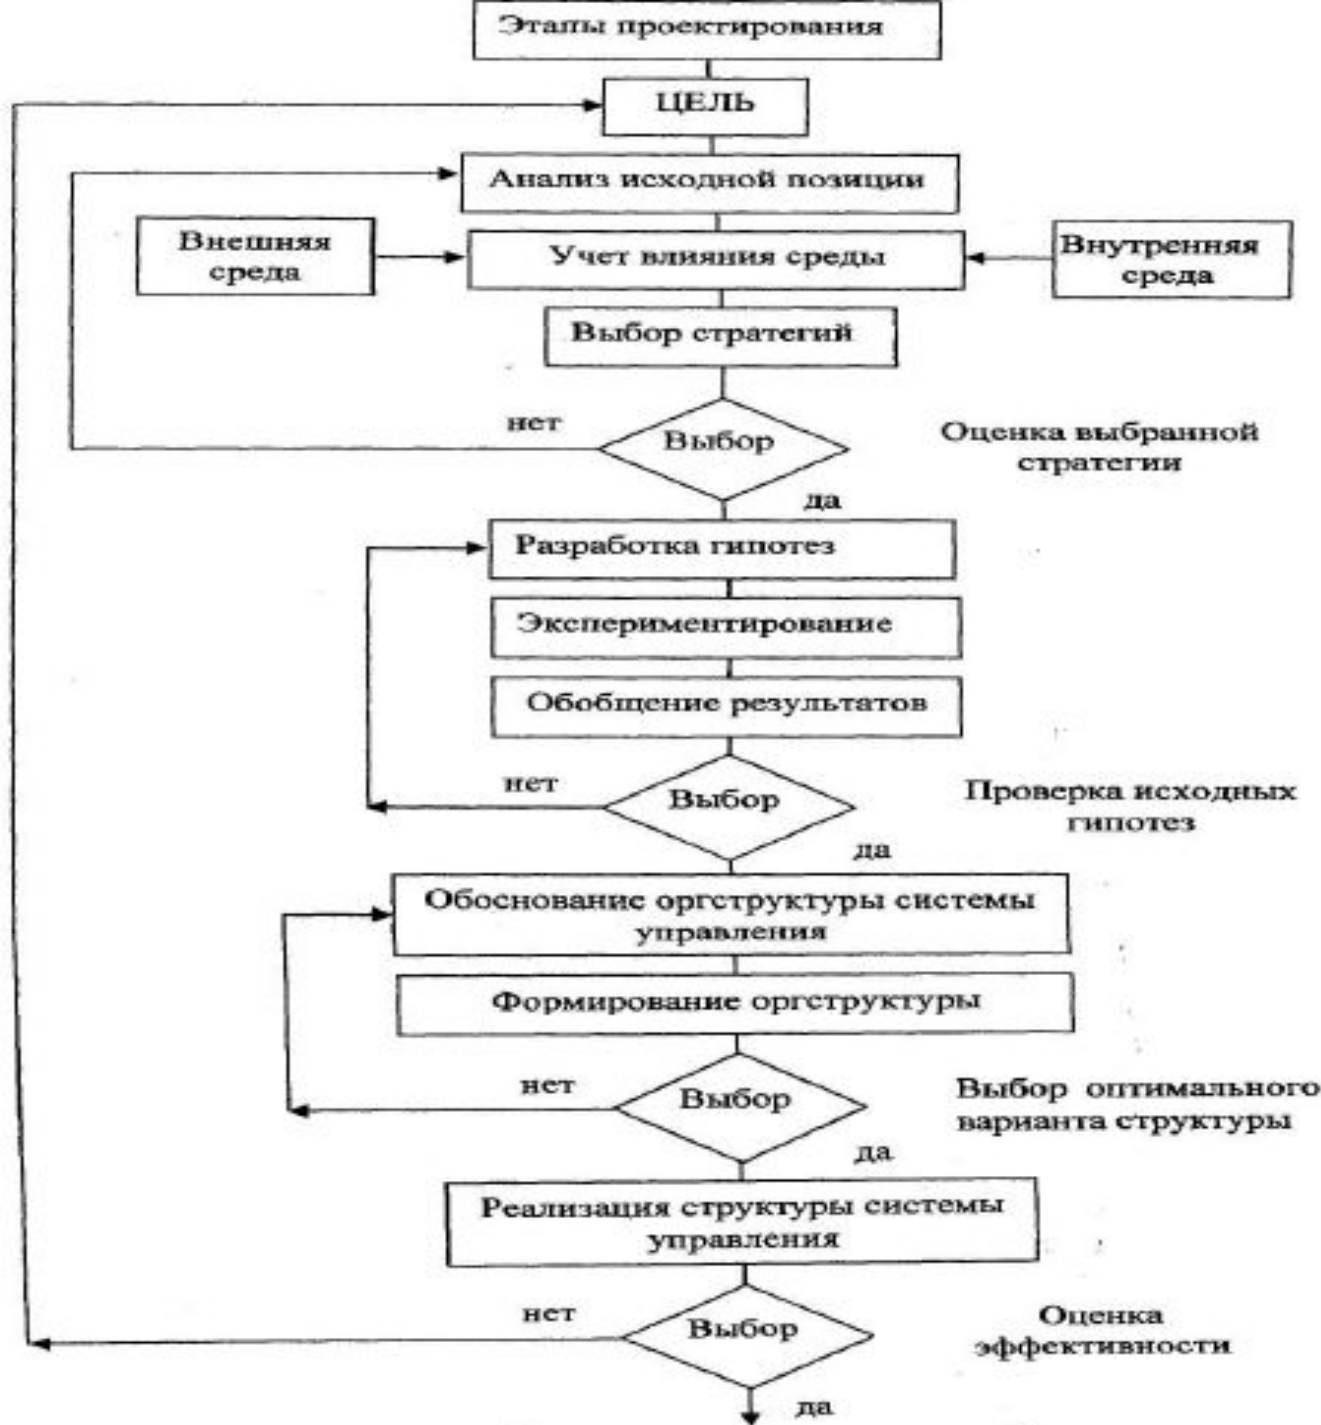 Этапы проектирования
ЦЕЛЬ
Анализ исходной позиции
Внешняя
среда
Учет влияния среды
Внутренняя
среда
Выбор стратегий
нет
Выбор
Оценка выбранной
стратегии
да
Разработка гипотез
Экспериментирование
Обобщение результатов
нет
Выбор
Проверка исходных
гипотез
да
Обоснование оргструктуры системы
управления
Формирование оргструктуры
нет
Выбор
Выбор оптимального
варианта структуры
да
Реализация структуры системы
управления
нет
Выбор
Оценка
эффективности
да